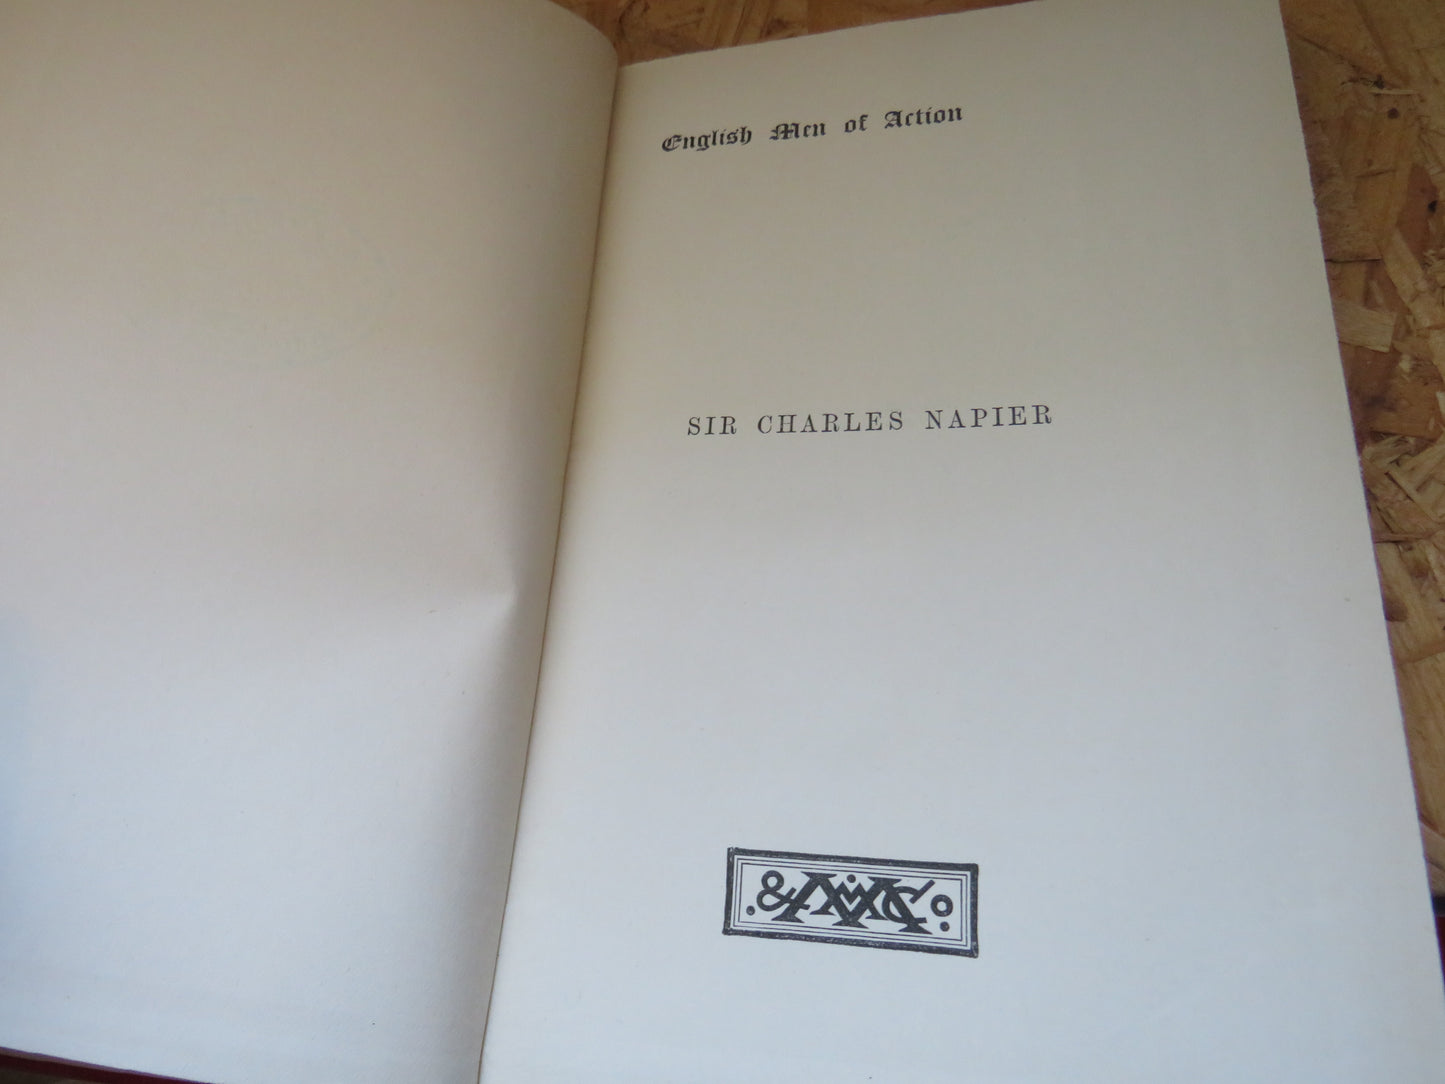 English Men of Action
SIR CHARLES NAPIER